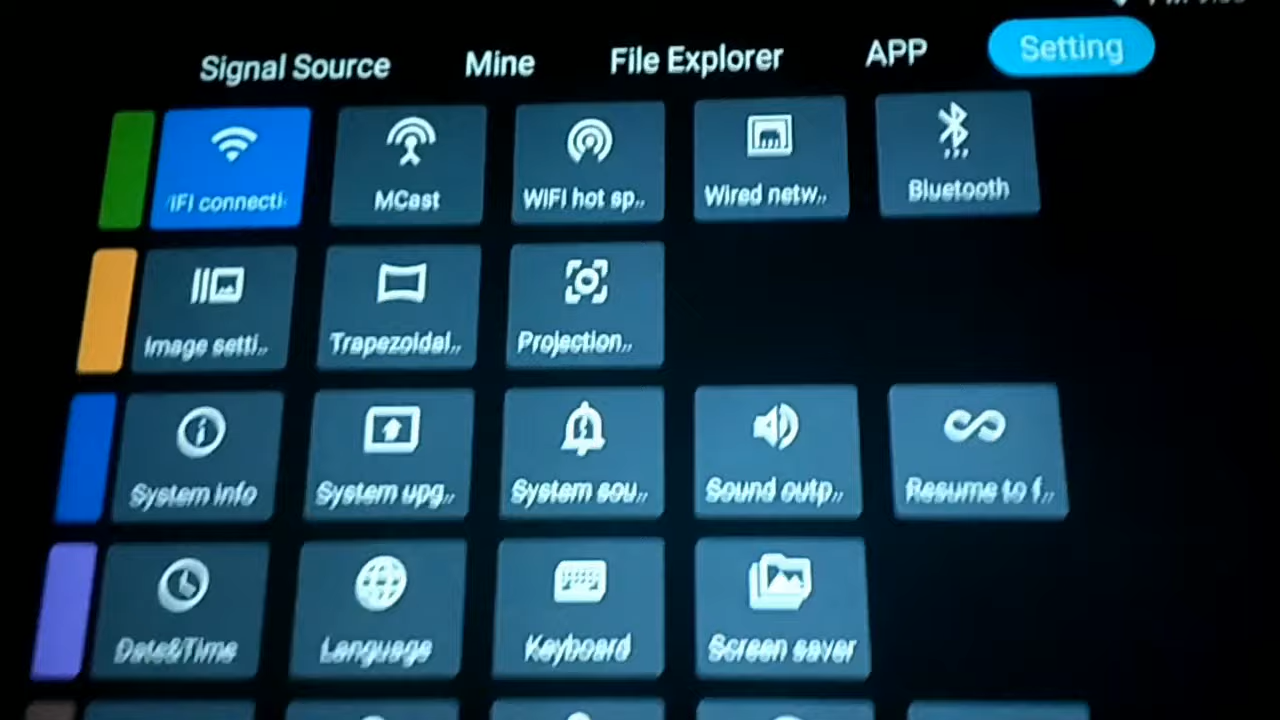 Signal Source
Mine
File Explorer
APP
Setting
IFI connecti
MCast
WIFI hot sp..
Wired netw..
Bluetooth
Image setti..
Trapezoidal..
Projection..
System info
System upg..
System sou..
Sound outp..
Resume to f..
Date&Time
Language
Keyboard
Screen saver